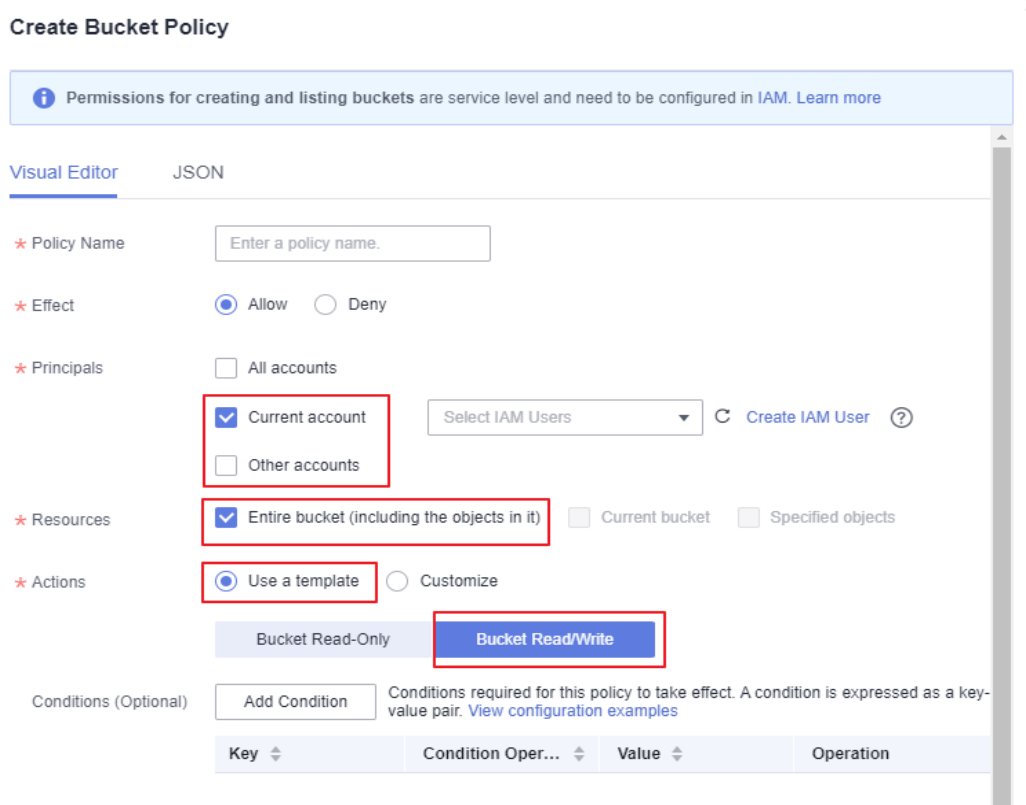 Create Bucket Policy
Permissions for creating and listing buckets are service level and need to be configured in IAM. Learn more
Visual Editor JSON
* Policy Name Enter a policy name.
* Effect Allow Deny
* Principals All accounts
Current account Select IAM Users Create IAM User ?
Other accounts
* Resources Entire bucket (including the objects in it) Current bucket Specified objects
* Actions Use a template Customize
Bucket Read-Only Bucket Read/Write
Conditions (Optional) Add Condition Conditions required for this policy to take effect. A condition is expressed as a key-
value pair. View configuration examples
Key Condition Oper... Value Operation